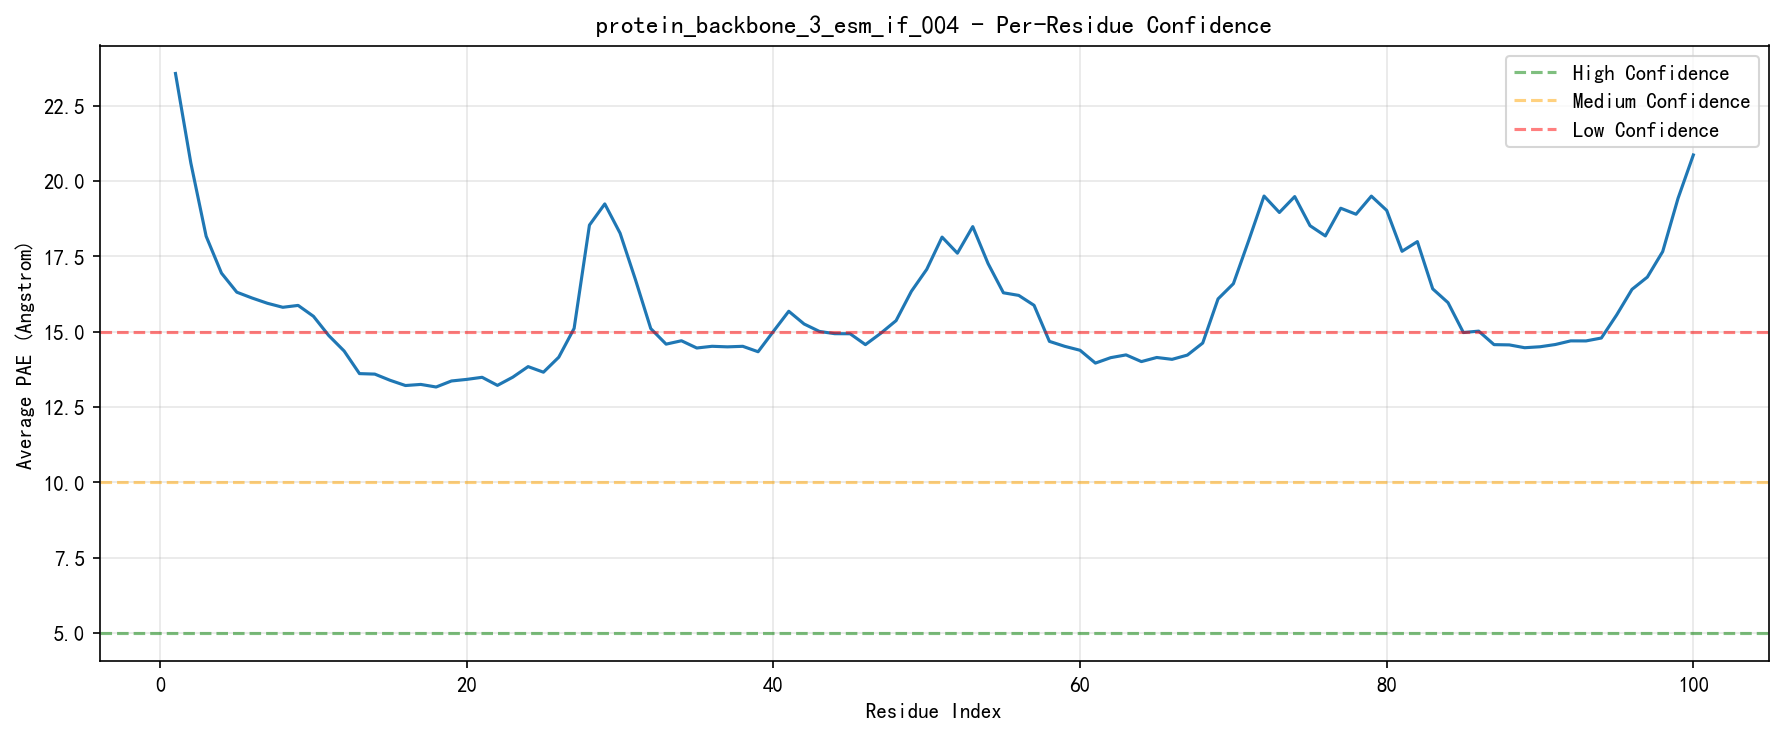 protein_backbone_3_esm_if_004 - Per-Residue Confidence
High Confidence
Medium Confidence
Low Confidence
22.5
20.0
17.5
15.0
12.5
10.0
7.5
5.0
Average PAE (Angstrom)
0 20 40 60 80 100
Residue Index